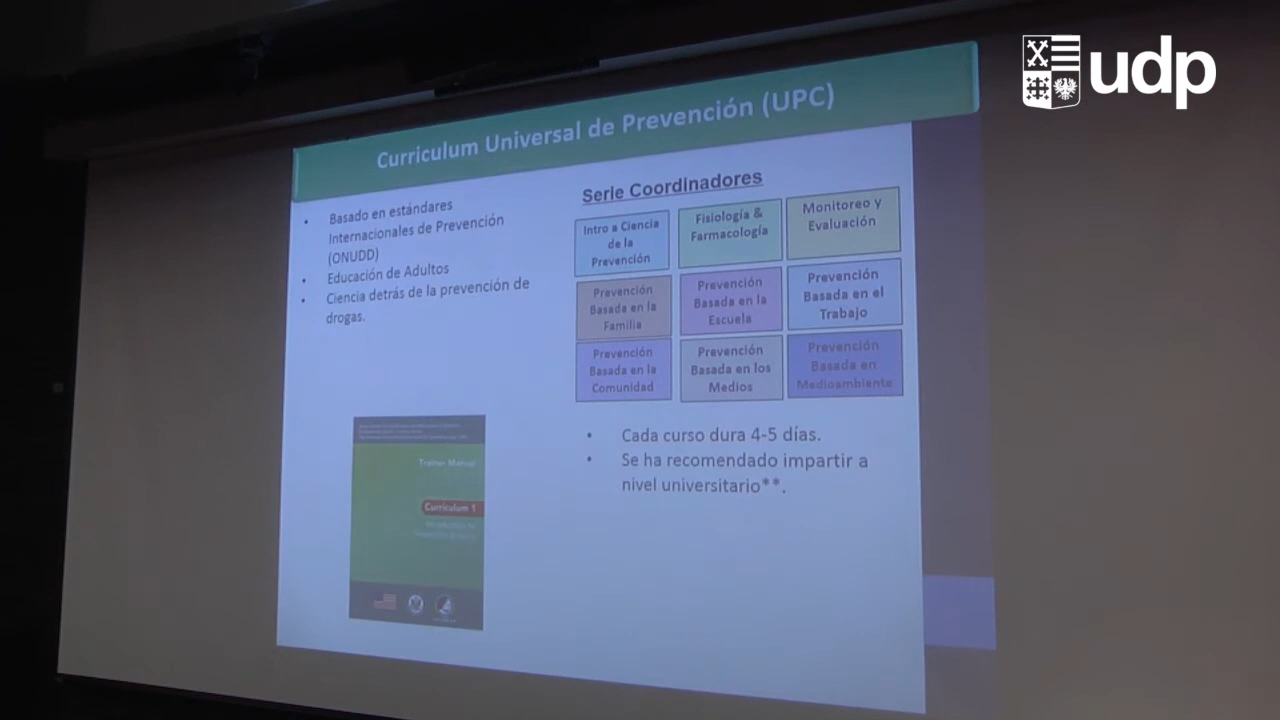 udp
Curriculum Universal de Prevención (UPC)
Basado en estándares
Internacionales de Prevención
(ONUDD)
Educación de Adultos
Ciencia detrás de la prevención de
drogas.
Serie Coordinadores
Intro a Ciencia
de la
Prevención
Fisiología &
Farmacología
Monitoreo y
Evaluación
Prevención
Basada en la
Familia
Prevención
Basada en la
Escuela
Prevención
Basada en el
Trabajo
Prevención
Basada en la
Comunidad
Prevención
Basada en los
Medios
Prevención
Basada en
Medioambiente
Cada curso dura 4-5 días.
Se ha recomendado impartir a
nivel universitario**.
Trainer Manual
Curriculum 1